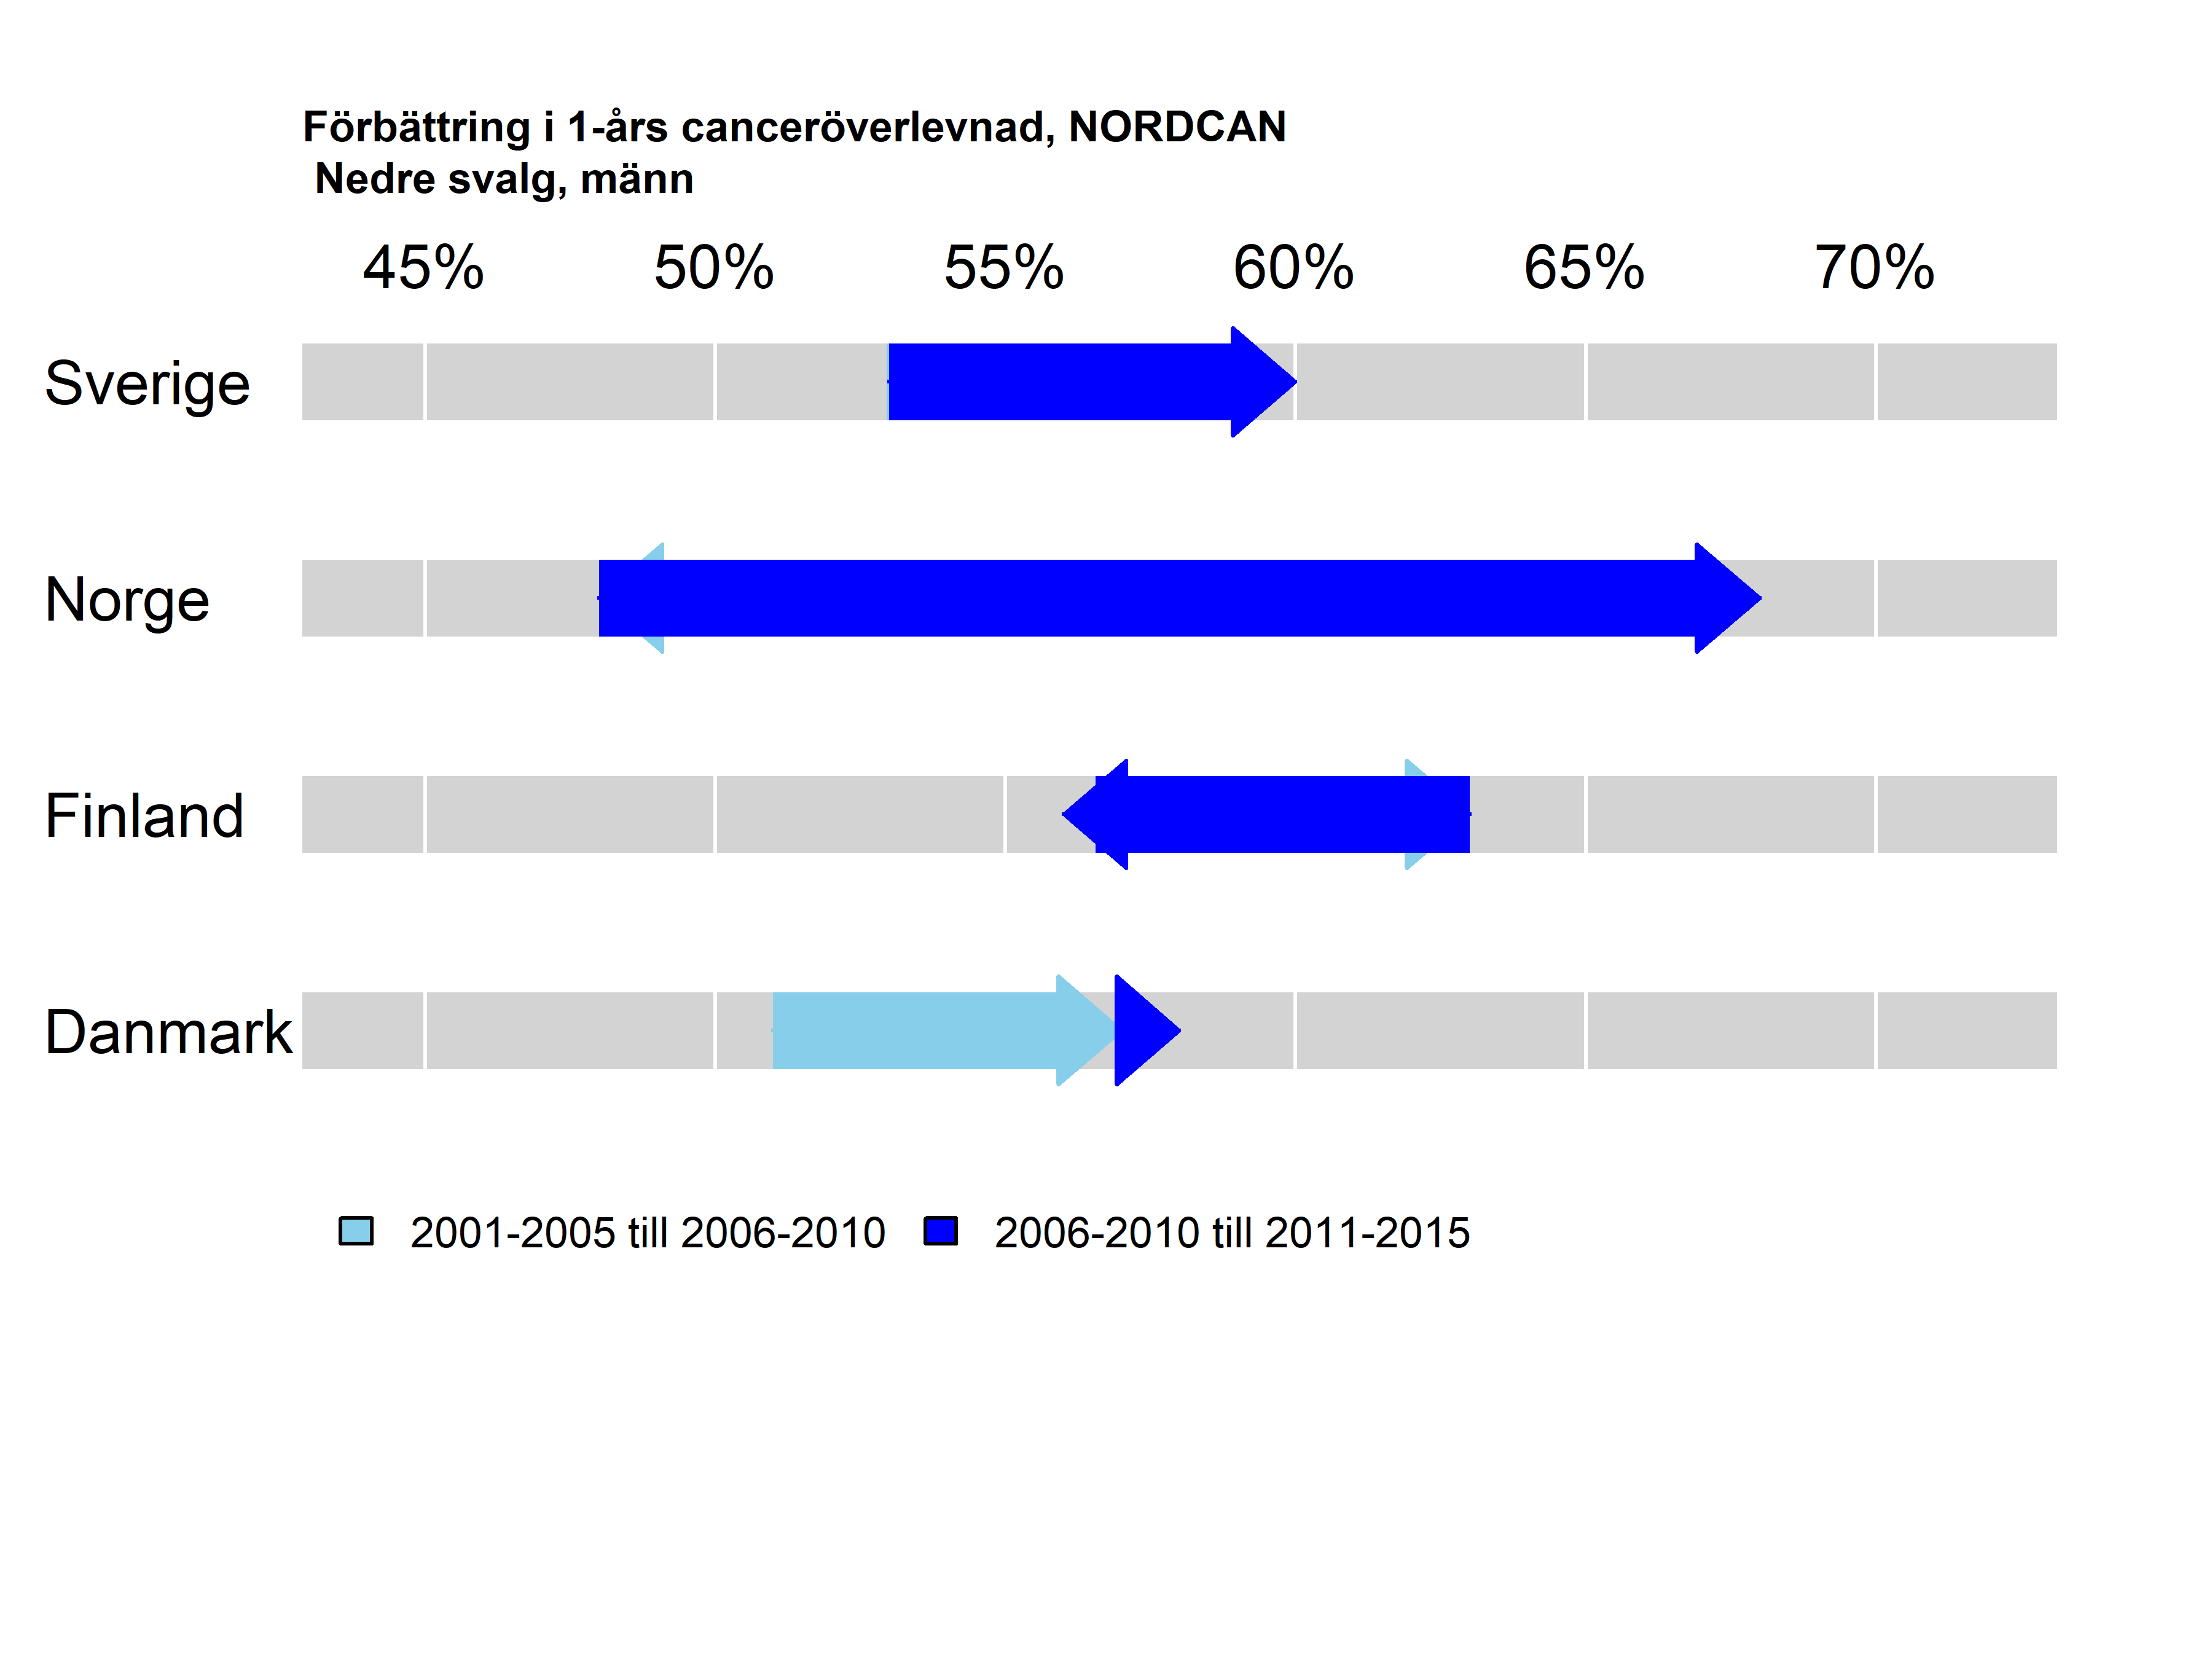 Förbättring i 1-års canceröverlevnad, NORDCAN
Nedre svalg, männ
45% 50% 55% 60% 65% 70%
Sverige
Norge
Finland
Danmark
2001-2005 till 2006-2010 2006-2010 till 2011-2015